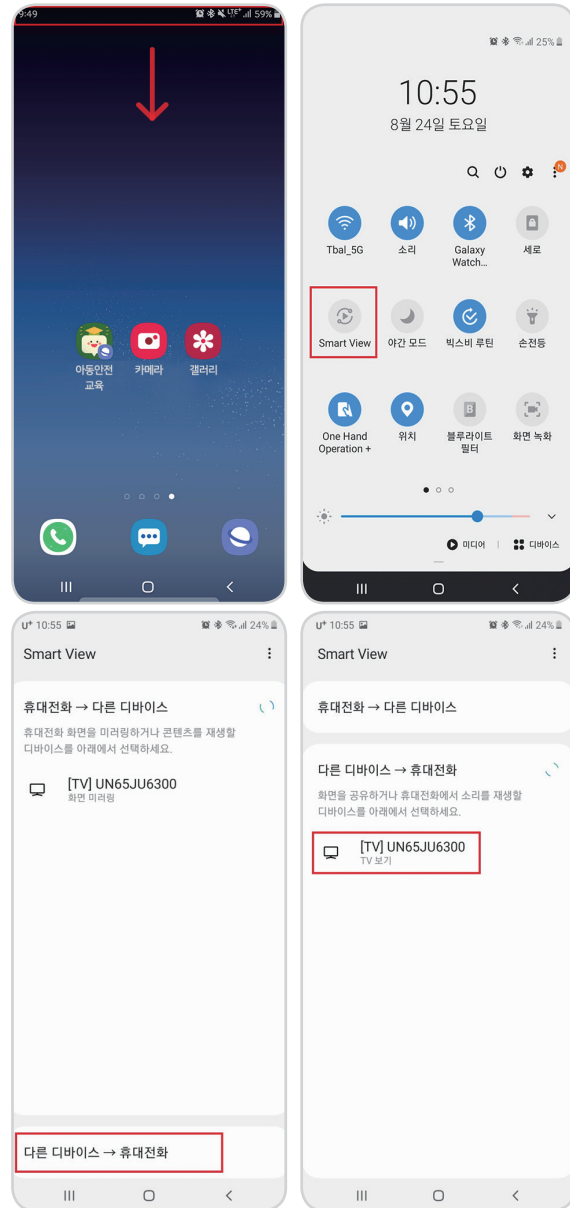 9:49 LTE+ 59%
아동안전
교육
카메라
갤러리
25%
10:55
8월 24일 토요일
N
Tbal_5G
소리
Galaxy
Watch...
세로
Smart View
야간 모드
빅스비 루틴
손전등
One Hand
Operation +
위치
B
블루라이트
필터
화면 녹화
미디어 | 디바이스
U+ 10:55 24%
Smart View
휴대전화 → 다른 디바이스
휴대전화 화면을 미러링하거나 콘텐츠를 재생할
디바이스를 아래에서 선택하세요.
[TV] UN65JU6300
화면 미러링
다른 디바이스 → 휴대전화
U+ 10:55 24%
Smart View
휴대전화 → 다른 디바이스
다른 디바이스 → 휴대전화
화면을 공유하거나 휴대전화에서 소리를 재생할
디바이스를 아래에서 선택하세요.
[TV] UN65JU6300
TV 보기